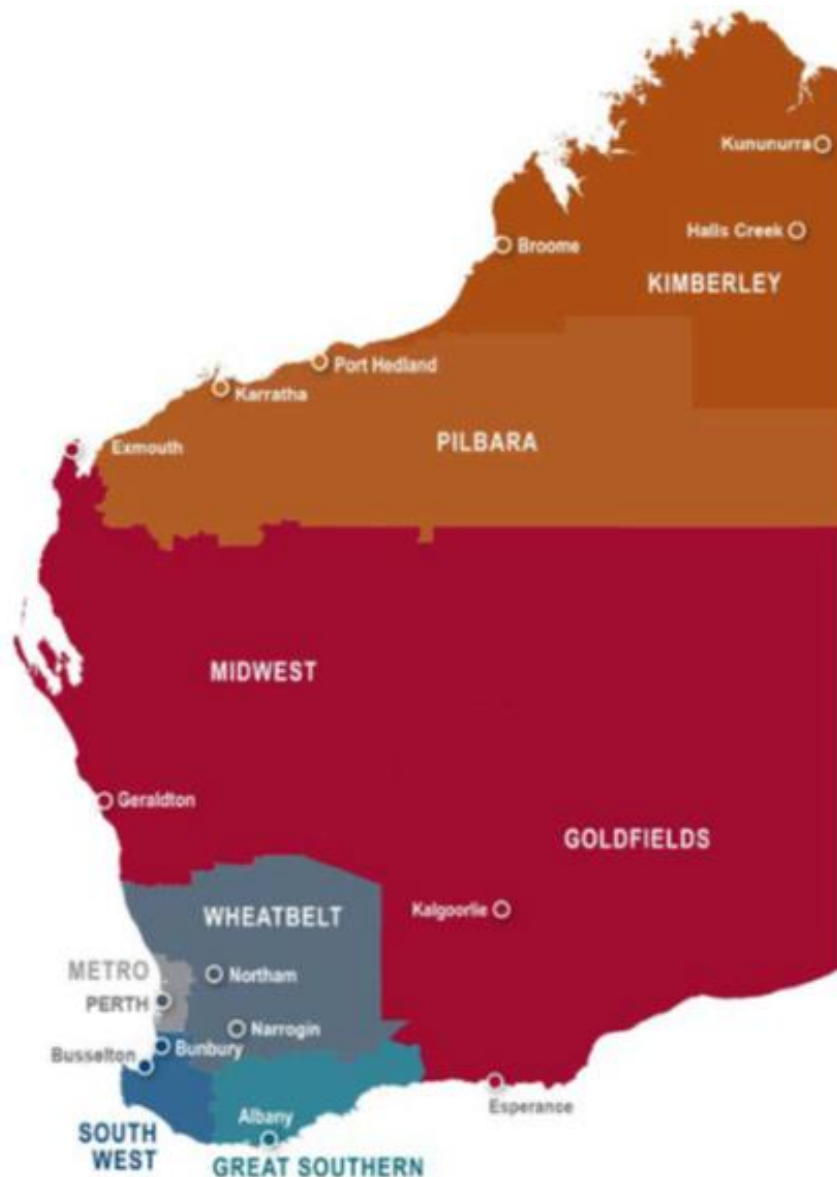 Kununurra
Halls Creek
Broome
KIMBERLEY
Port Hedland
Karratha
PILBARA
Exmouth
MIDWEST
Geraldton
GOLDFIELDS
Kalgoorlie
WHEATBELT
METRO
Northam
PERTH
Narrogin
Bunbury
Busselton
Esperance
Albany
SOUTH
WEST
GREAT SOUTHERN